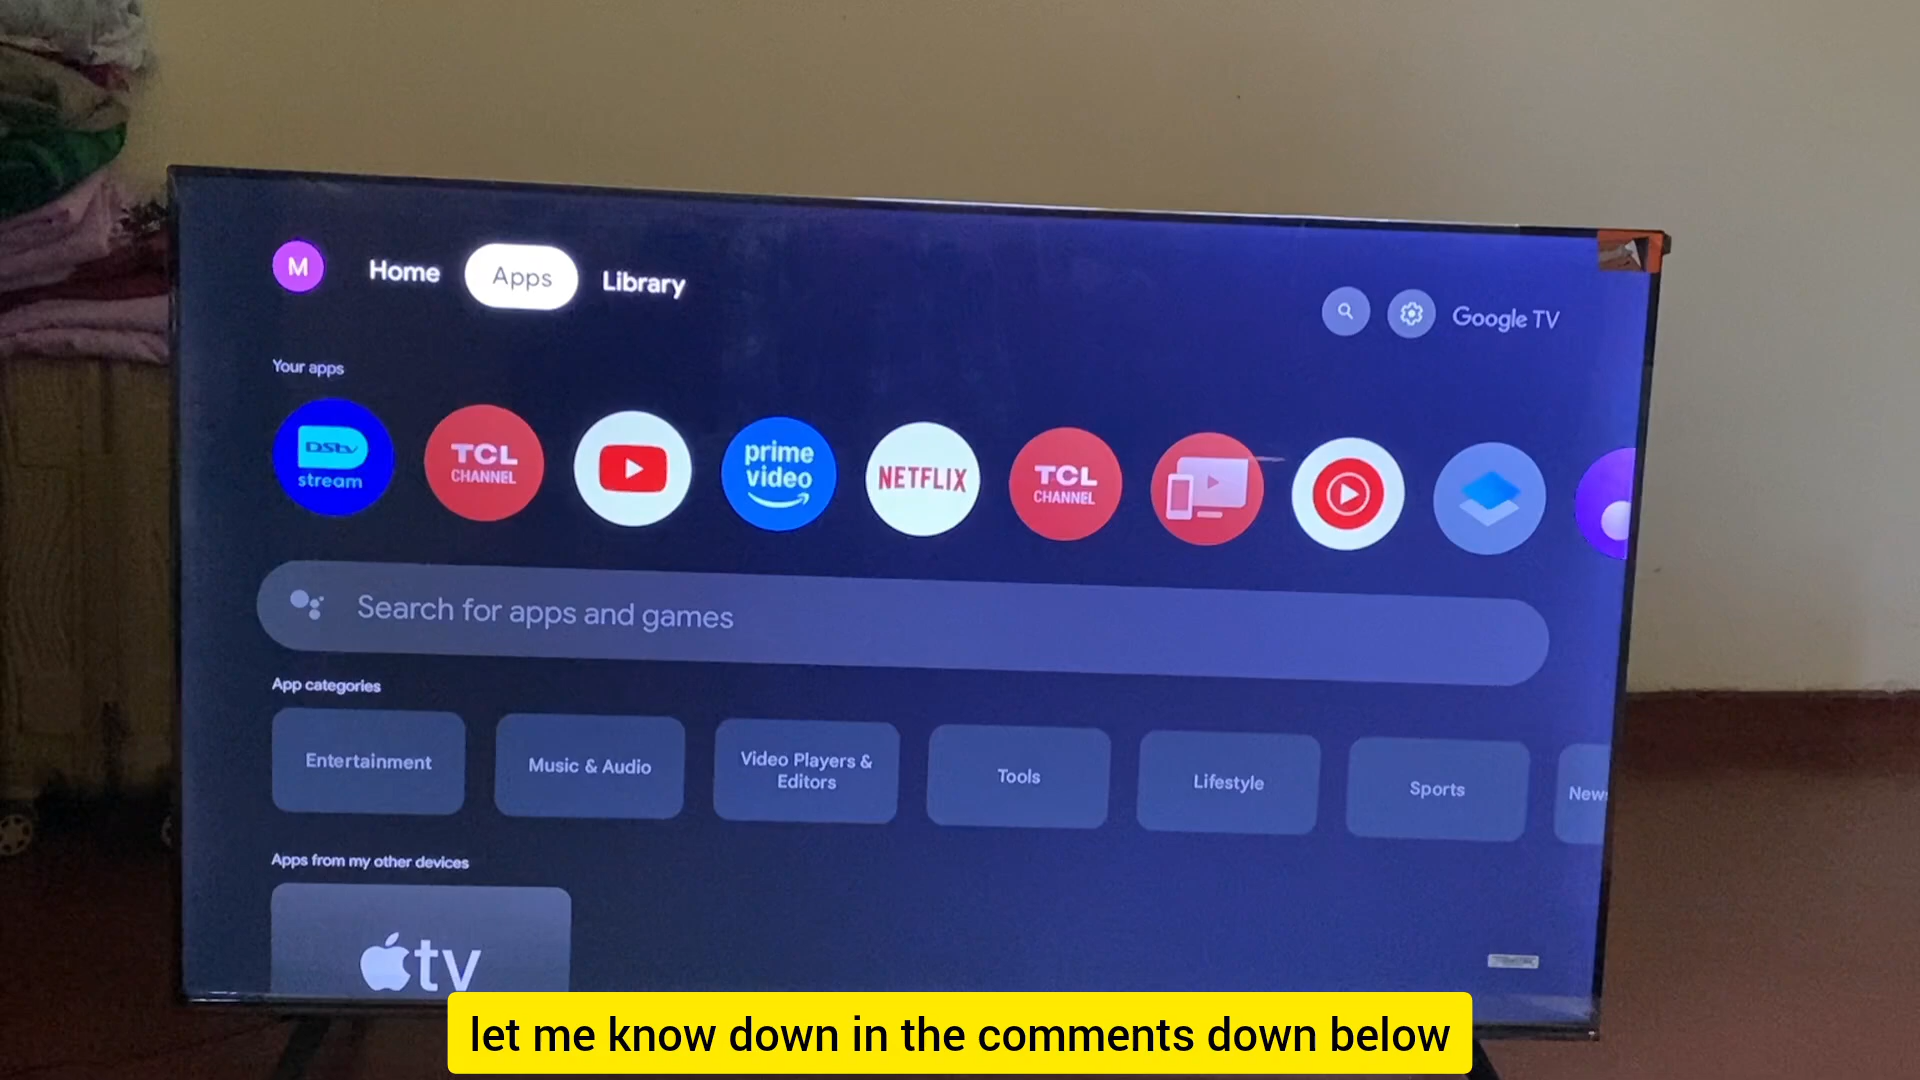 M
Home
Apps
Library
Google TV
Your apps
DStv
stream
TCL
CHANNEL
prime
video
NETFLIX
TCL
CHANNEL
Search for apps and games
App categories
Entertainment
Music & Audio
Video Players &
Editors
Tools
Lifestyle
Sports
News
Apps from my other devices
tv
let me know down in the comments down below